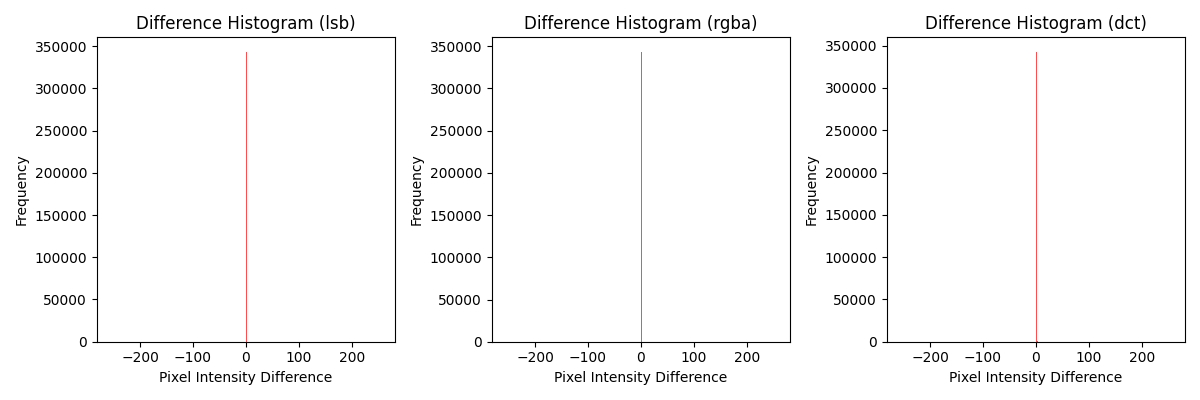 Difference Histogram (lsb)
350000
300000
250000
200000
150000
100000
50000
0
Frequency
−200 −100 0 100 200
Pixel Intensity Difference
Difference Histogram (rgba)
350000
300000
250000
200000
150000
100000
50000
0
Frequency
−200 −100 0 100 200
Pixel Intensity Difference
Difference Histogram (dct)
350000
300000
250000
200000
150000
100000
50000
0
Frequency
−200 −100 0 100 200
Pixel Intensity Difference